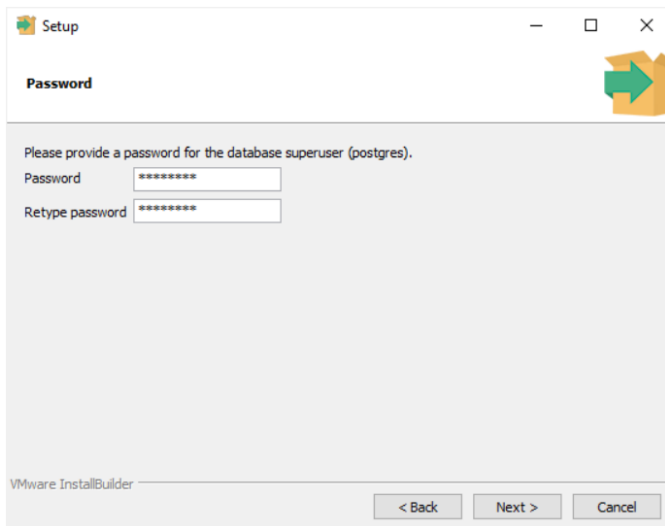 Setup
Password
Please provide a password for the database superuser (postgres).
Password ********
Retype password ********
VMware InstallBuilder
< Back Next > Cancel